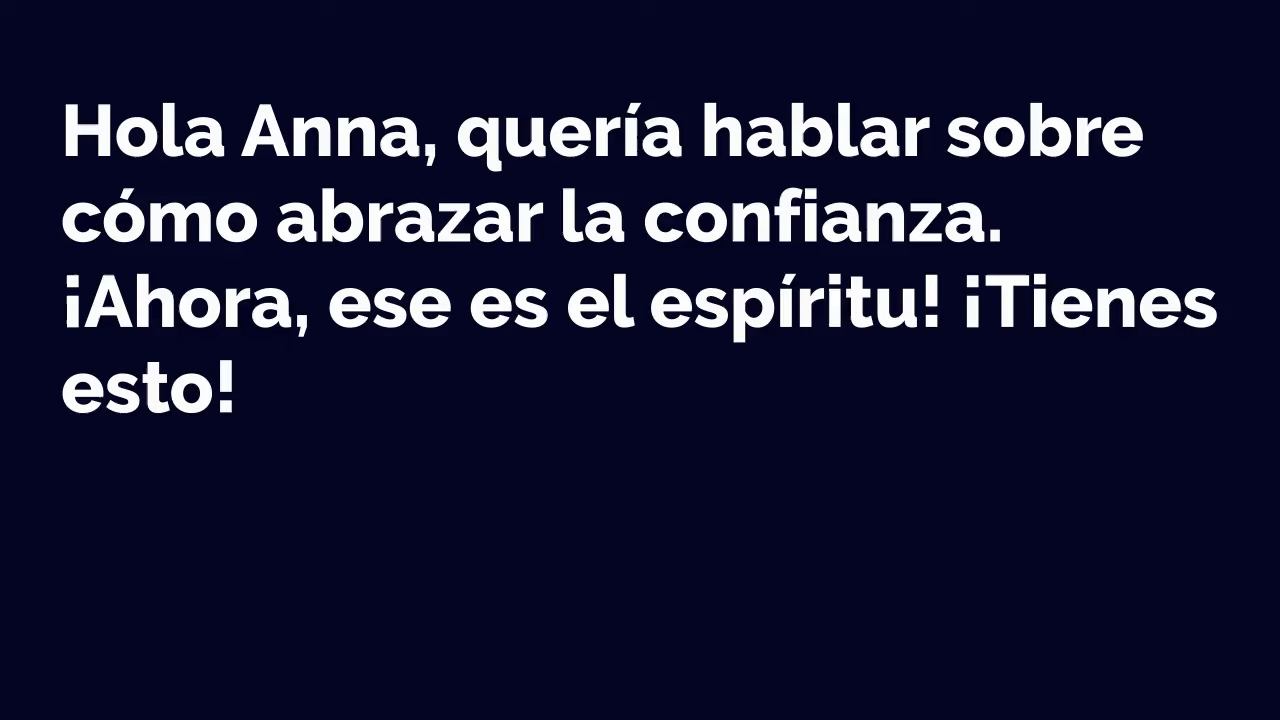 Hola Anna, quería hablar sobre
cómo abrazar la confianza.
¡Ahora, ese es el espíritu! ¡Tienes
esto!